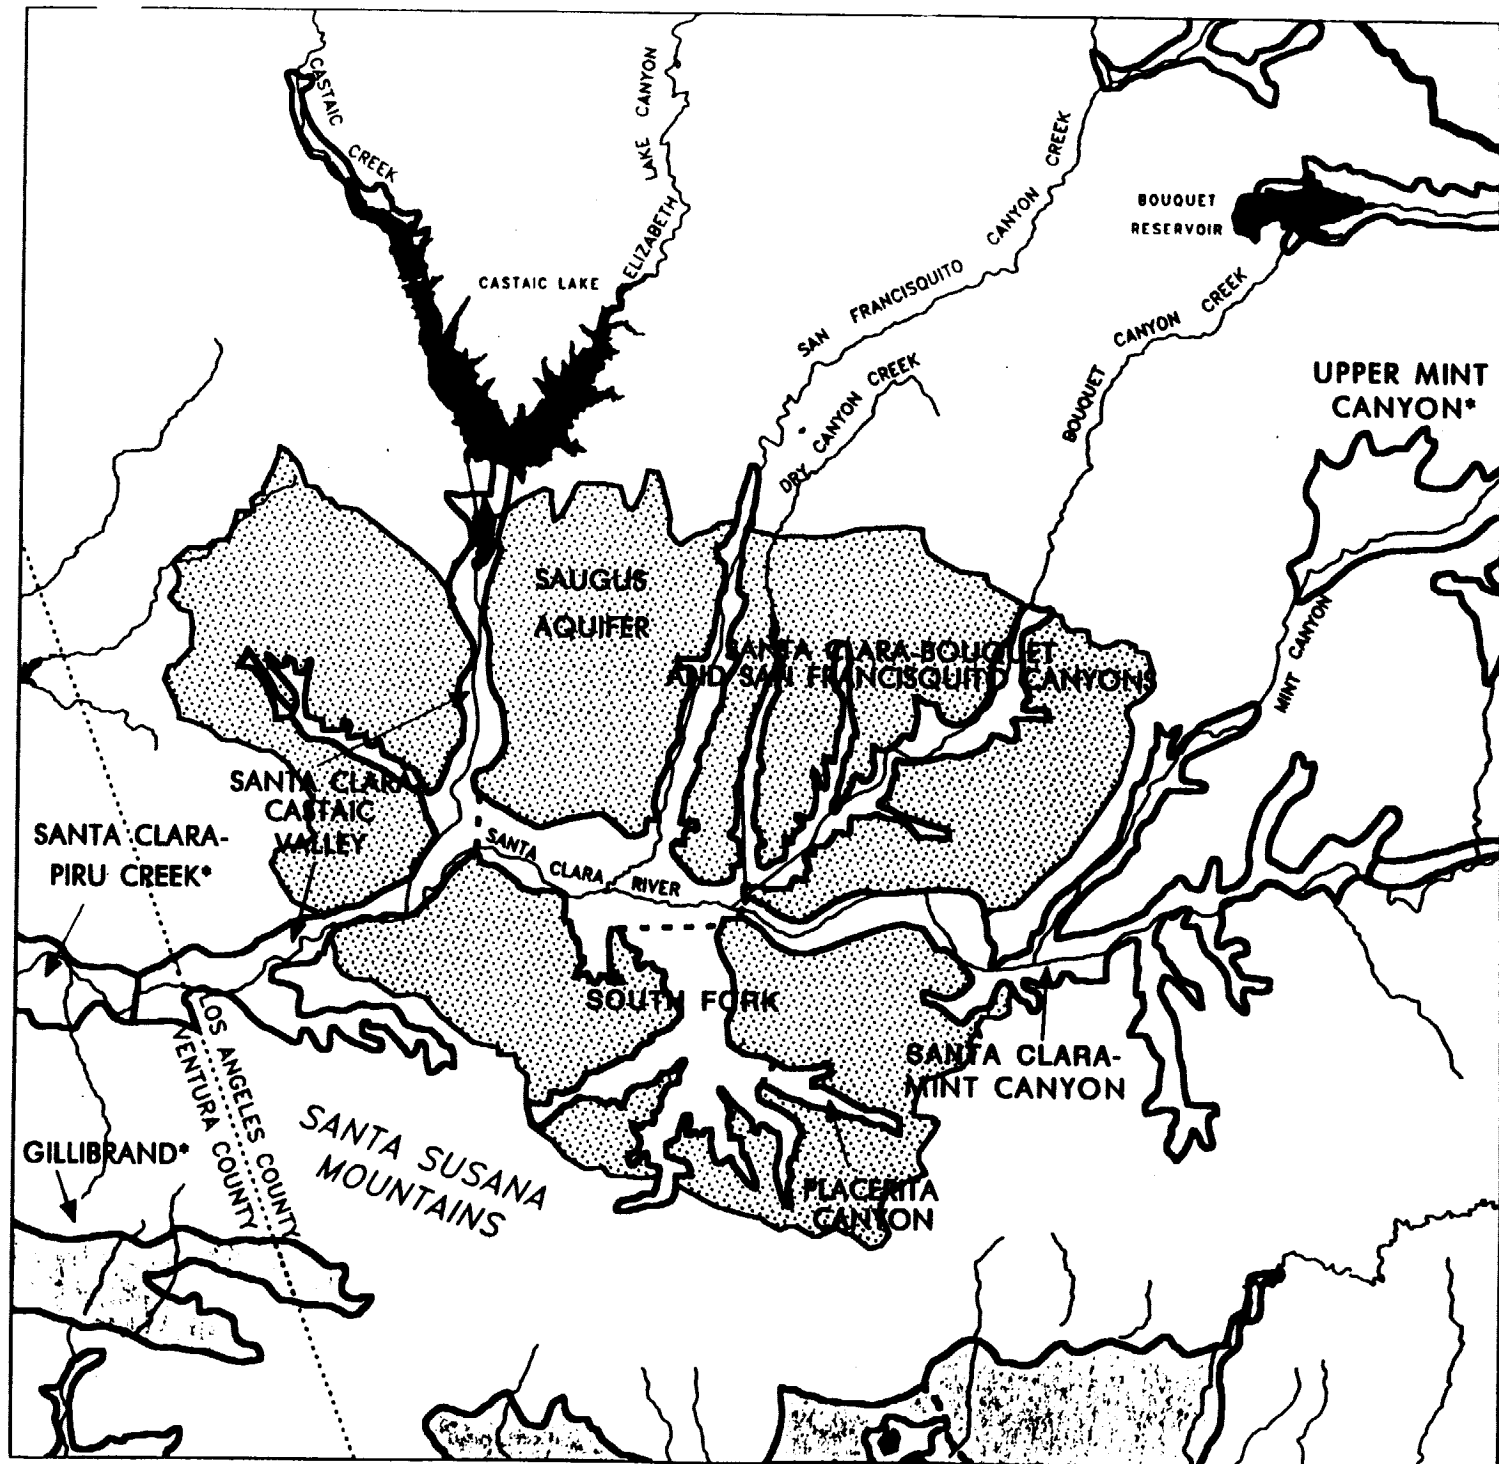 CASTAIC
CREEK
ELIZABETH LAKE CANYON
CASTAIC LAKE
SAN FRANCISQUITO CANYON CREEK
DRY CANYON CREEK
BOUQUET
RESERVOIR
BOUQUET CANYON CREEK
UPPER MINT
CANYON*
MINT CANYON
SAUGUS
AQUIFER
SANTA CLARA-BOUQUET
AND SAN FRANCISQUITO CANYONS
SANTA CLARA
CASTAIC
VALLEY
SANTA CLARA-
PIRU CREEK*
SANTA CLARA RIVER
SOUTH FORK
SANTA CLARA-
MINT CANYON
LOS ANGELES COUNTY
VENTURA COUNTY
SANTA SUSANA
MOUNTAINS
GILLIBRAND*
PLACERITA
CANYON